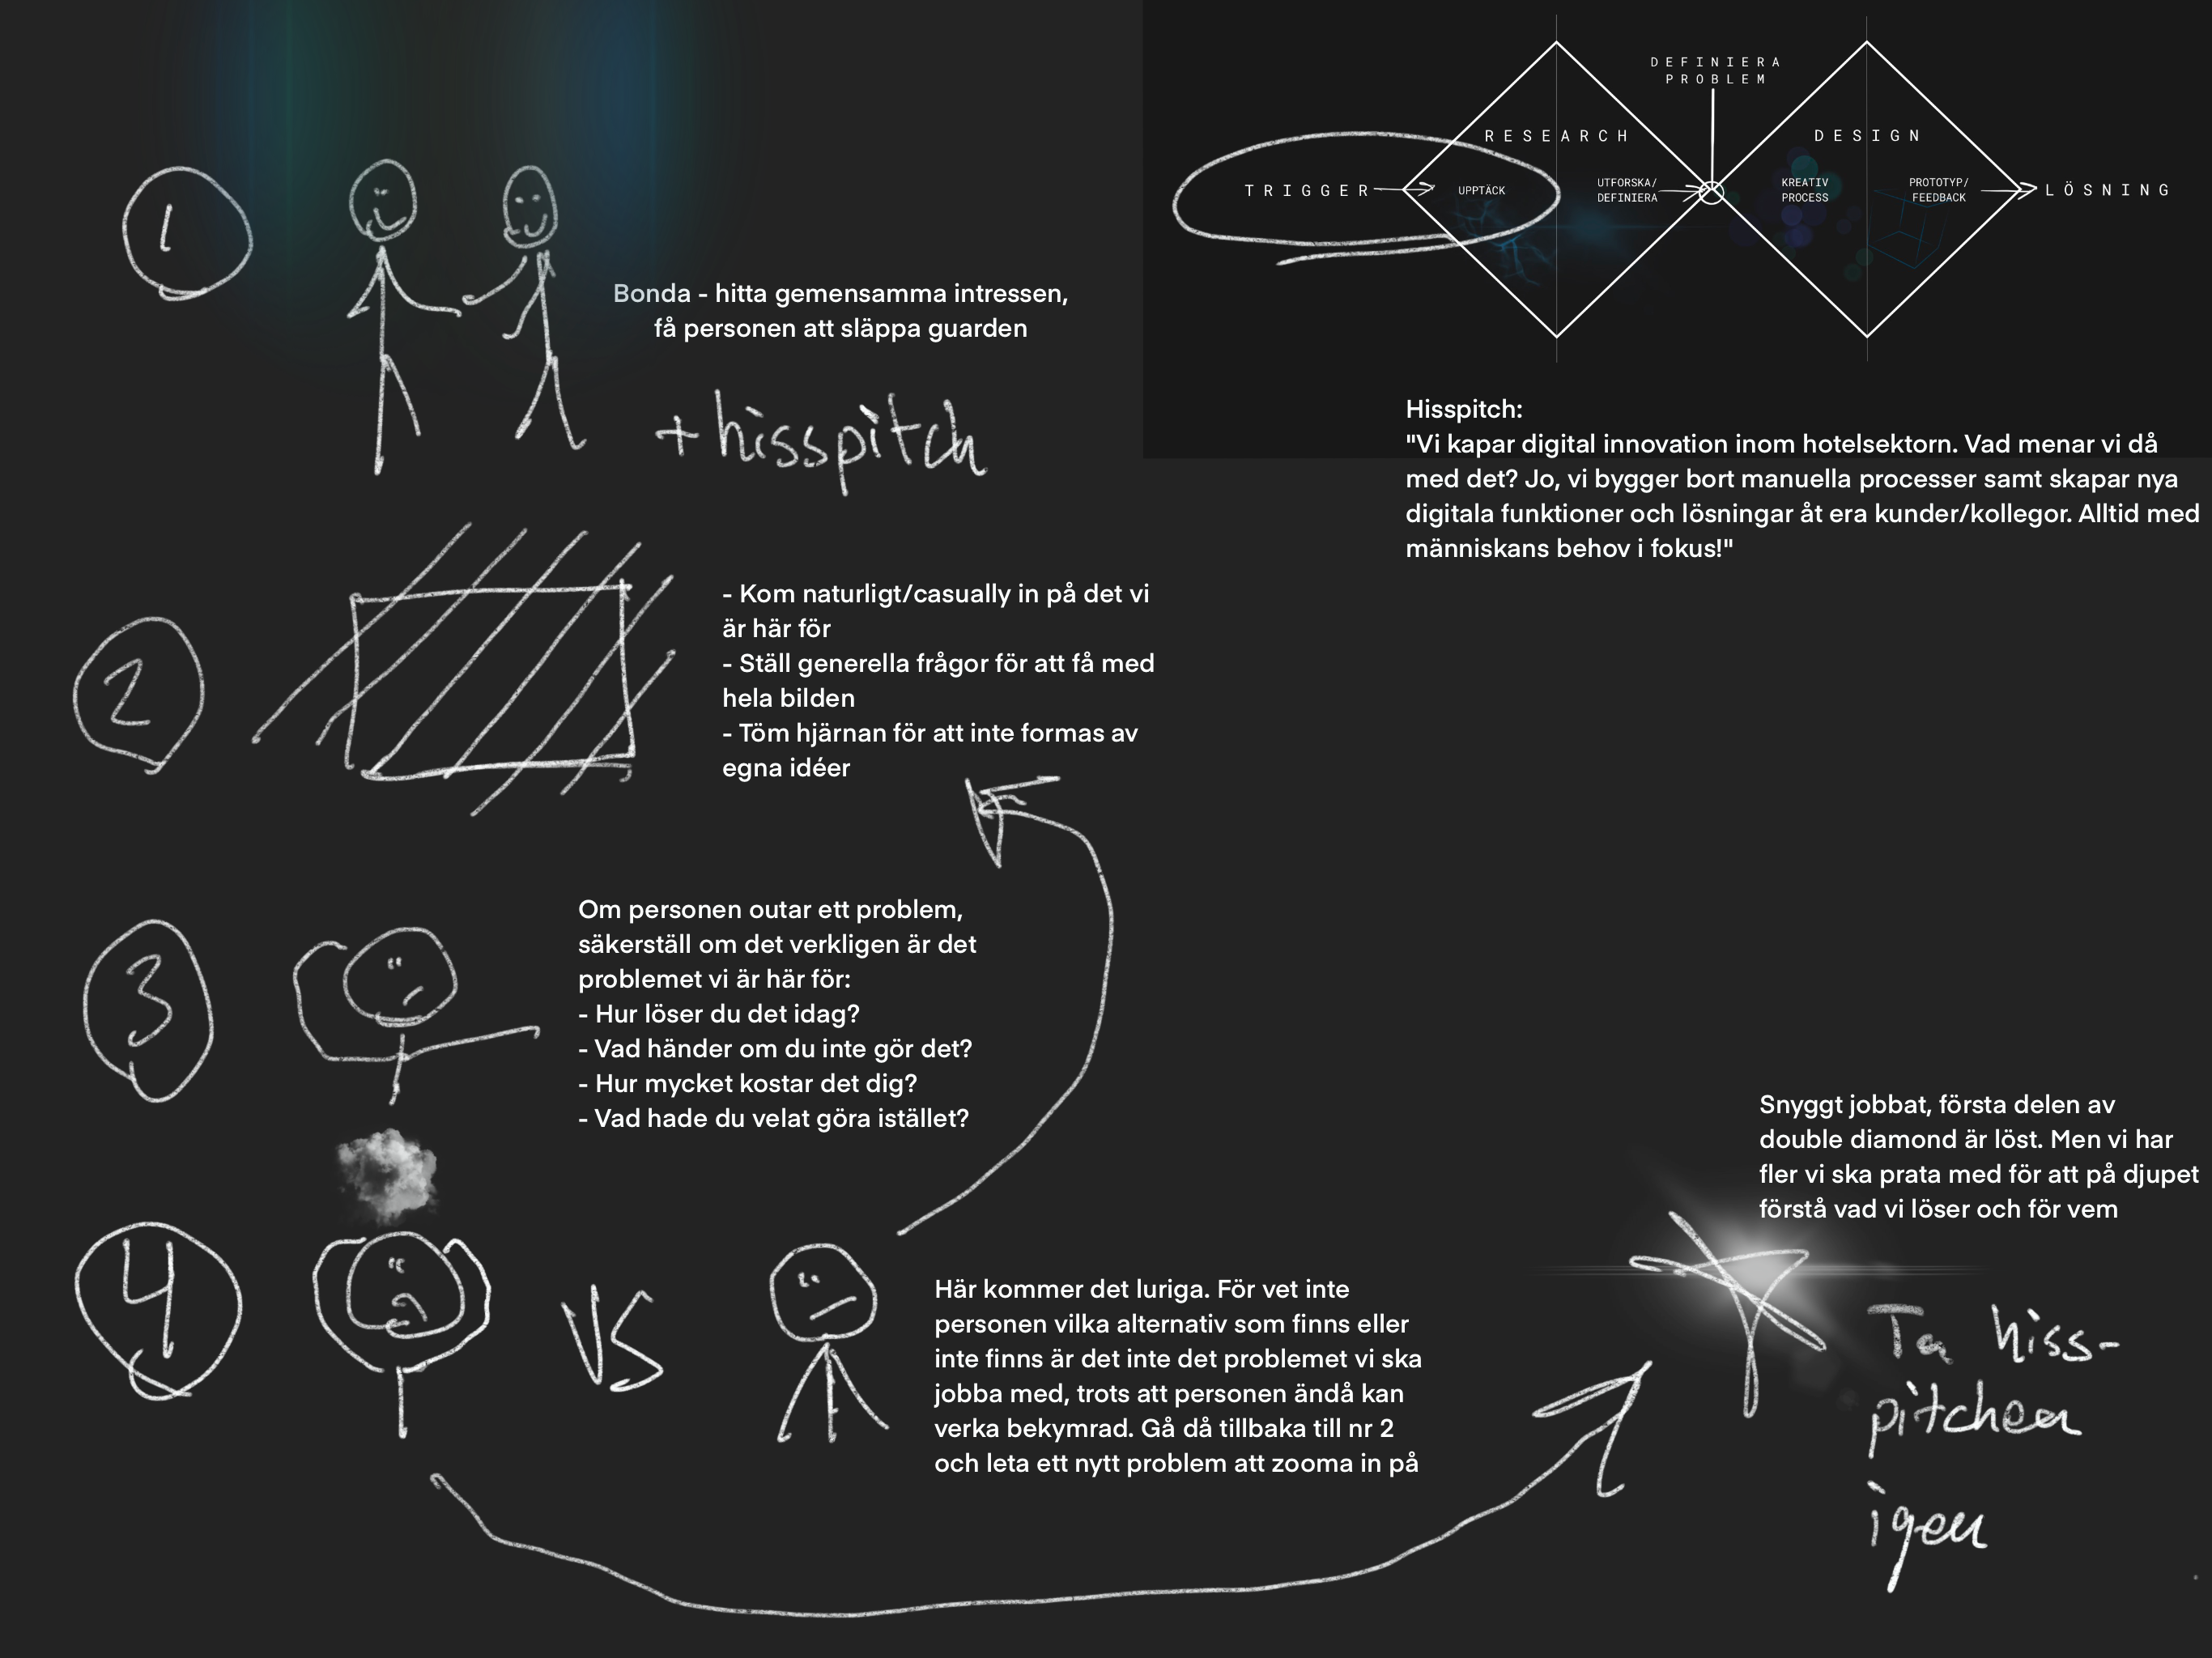 1
Bonda - hitta gemensamma intressen,
få personen att släppa guarden
+ hisspitch
DEFINIERA
PROBLEM
RESEARCH
DESIGN
TRIGGER
UPPTÄCK
UTFORSKA/
DEFINIERA
KREATIV
PROCESS
PROTOTYP/
FEEDBACK
LÖSNING
Hisspitch:
"Vi kapar digital innovation inom hotelsektorn. Vad menar vi då
med det? Jo, vi bygger bort manuella processer samt skapar nya
digitala funktioner och lösningar åt era kunder/kollegor. Alltid med
människans behov i fokus!"
2
- Kom naturligt/casually in på det vi
är här för
- Ställ generella frågor för att få med
hela bilden
- Töm hjärnan för att inte formas av
egna idéer
3
Om personen outar ett problem,
säkerställ om det verkligen är det
problemet vi är här för:
- Hur löser du det idag?
- Vad händer om du inte gör det?
- Hur mycket kostar det dig?
- Vad hade du velat göra istället?
4
VS
Här kommer det luriga. För vet inte
personen vilka alternativ som finns eller
inte finns är det inte det problemet vi ska
jobba med, trots att personen ändå kan
verka bekymrad. Gå då tillbaka till nr 2
och leta ett nytt problem att zooma in på
Snyggt jobbat, första delen av
double diamond är löst. Men vi har
fler vi ska prata med för att på djupet
förstå vad vi löser och för vem
Ta hiss-
pitchen
igen